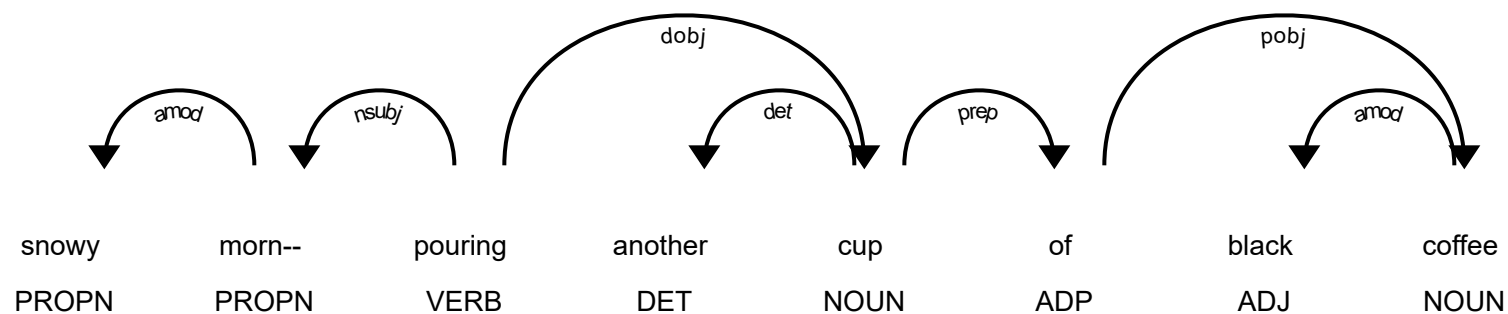 dobj pobj
amod nsubj det prep amod
snowy morn-- pouring another cup of black coffee
PROPN PROPN VERB DET NOUN ADP ADJ NOUN